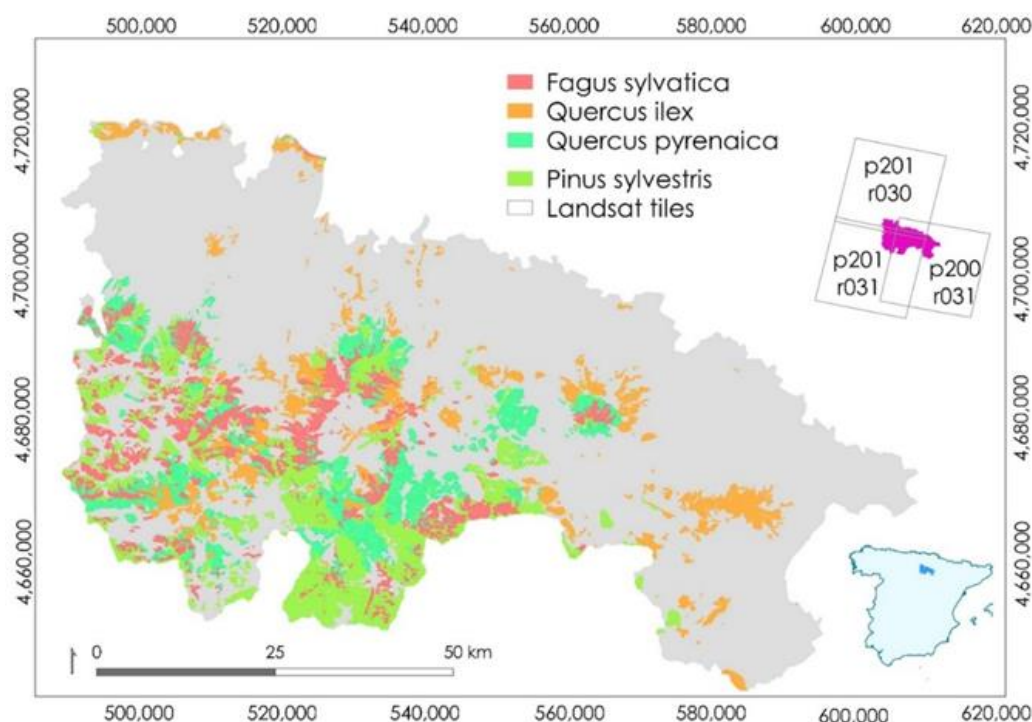 500,000 520,000 540,000 560,000 580,000 600,000 620,000
4,720,000
4,700,000
4,680,000
4,660,000
Fagus sylvatica
Quercus ilex
Quercus pyrenaica
Pinus sylvestris
Landsat tiles
p201
r030
p201
r031
p200
r031
4,720,000
4,700,000
4,680,000
4,660,000
0 25 50 km
500,000 520,000 540,000 560,000 580,000 600,000 620,000